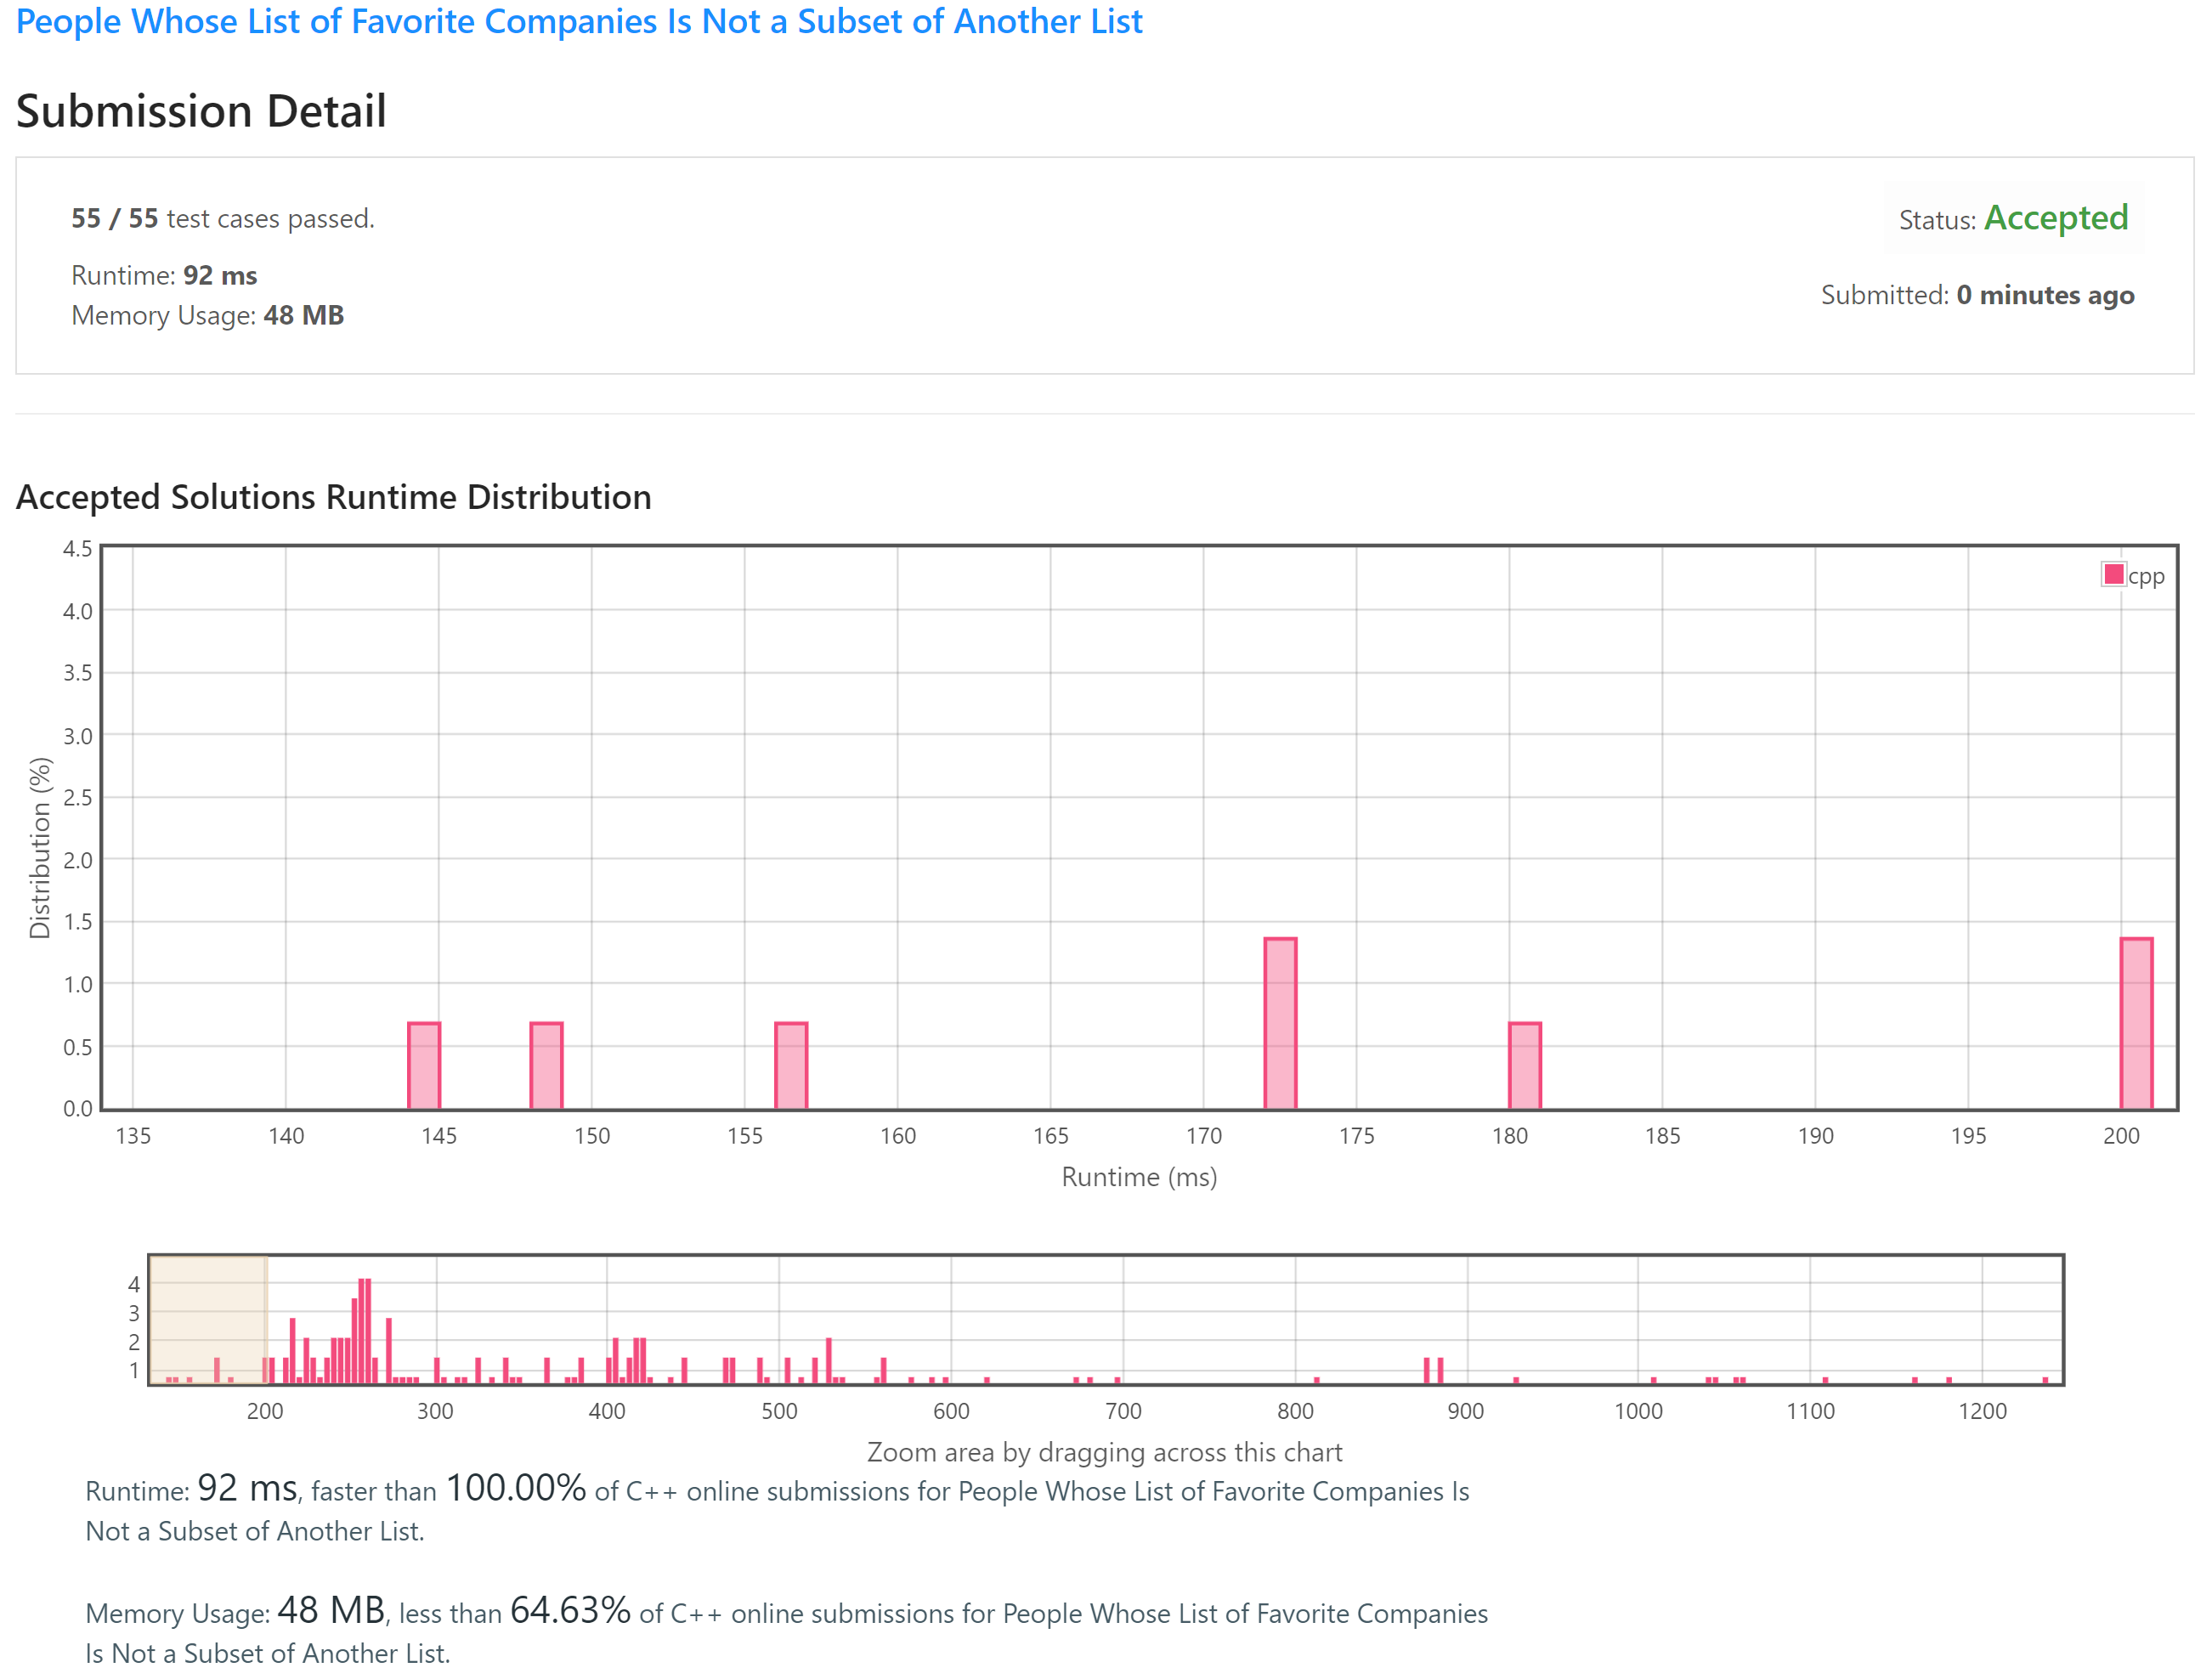 People Whose List of Favorite Companies Is Not a Subset of Another List
Submission Detail
55 / 55 test cases passed.
Status: Accepted
Runtime: 92 ms
Submitted: 0 minutes ago
Memory Usage: 48 MB
Accepted Solutions Runtime Distribution
4.5
4.0
3.5
3.0
2.5
2.0
1.5
1.0
0.5
0.0
Distribution (%)
cpp
135 140 145 150 155 160 165 170 175 180 185 190 195 200
Runtime (ms)
4
3
2
1
200 300 400 500 600 700 800 900 1000 1100 1200
Zoom area by dragging across this chart
Runtime: 92 ms, faster than 100.00% of C++ online submissions for People Whose List of Favorite Companies Is
Not a Subset of Another List.
Memory Usage: 48 MB, less than 64.63% of C++ online submissions for People Whose List of Favorite Companies
Is Not a Subset of Another List.